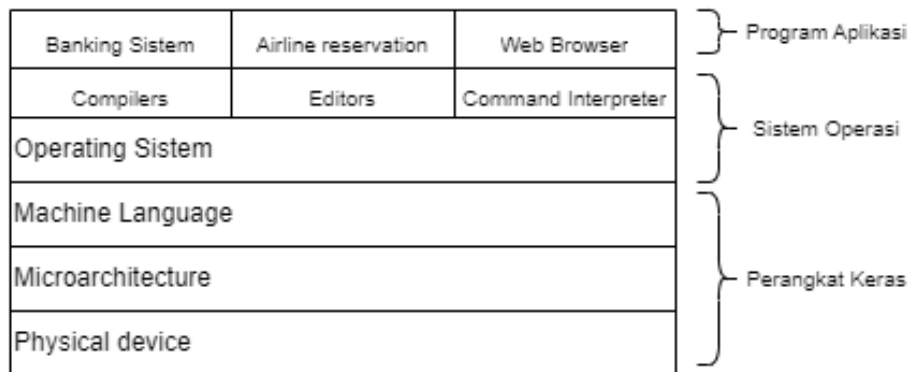 Banking Sistem Airline reservation Web Browser Program Aplikasi
Compilers Editors Command Interpreter
Sistem Operasi
Operating Sistem
Machine Language
Microarchitecture Perangkat Keras
Physical device